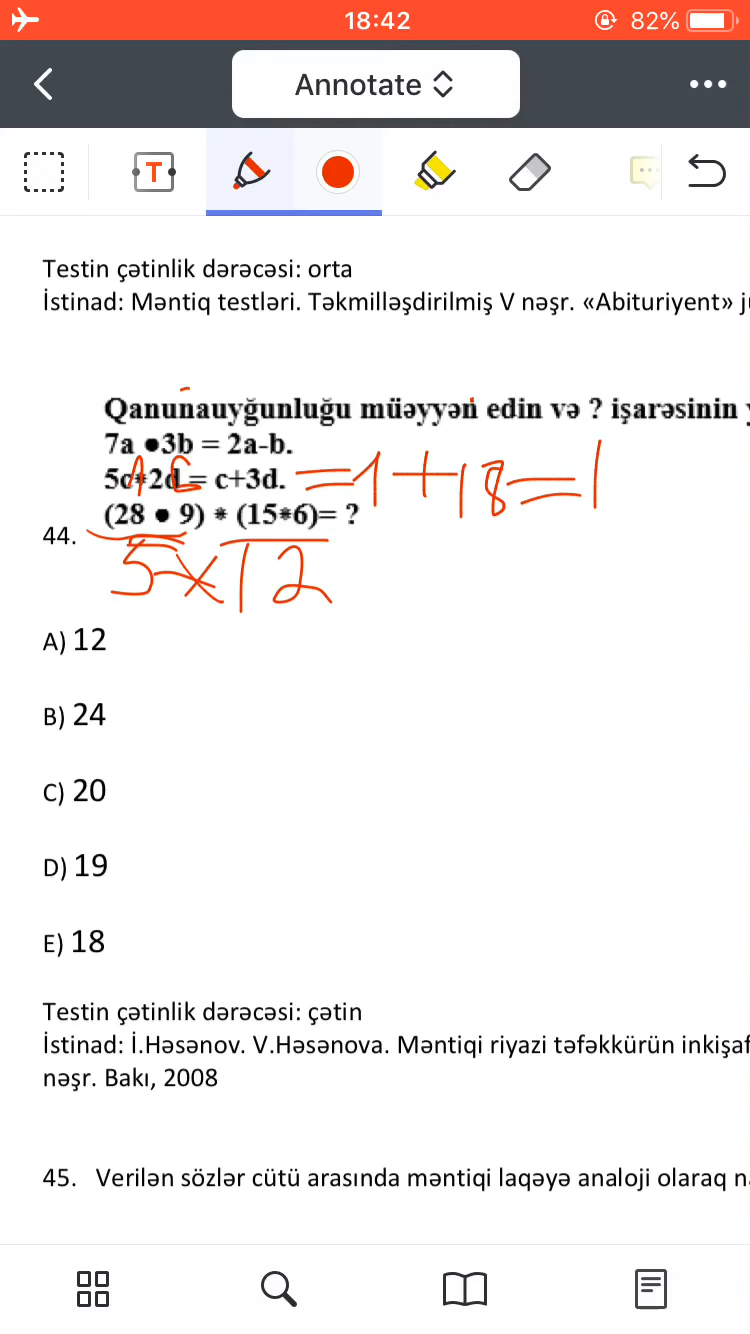 18:42
82%
Annotate
T
Testin çətinlik dərəcəsi: orta
İstinad: Məntiq testləri. Təkmilləşdirilmiş V nəşr. «Abituriyent»
Qanunauyğunluğu müəyyən edin və ? işarəsinin
7a ●3b = 2a-b.
5c*2d = c+3d. =1+18=1
(28 ● 9) * (15*6)= ?
44.
5x12
A) 12
B) 24
C) 20
D) 19
E) 18
Testin çətinlik dərəcəsi: çətin
İstinad: İ.Həsənov. V.Həsənova. Məntiqi riyazi təfəkkürün
nəşr. Bakı, 2008
45. Verilən sözlər cütü arasında məntiqi laqəyə analoji olaraq